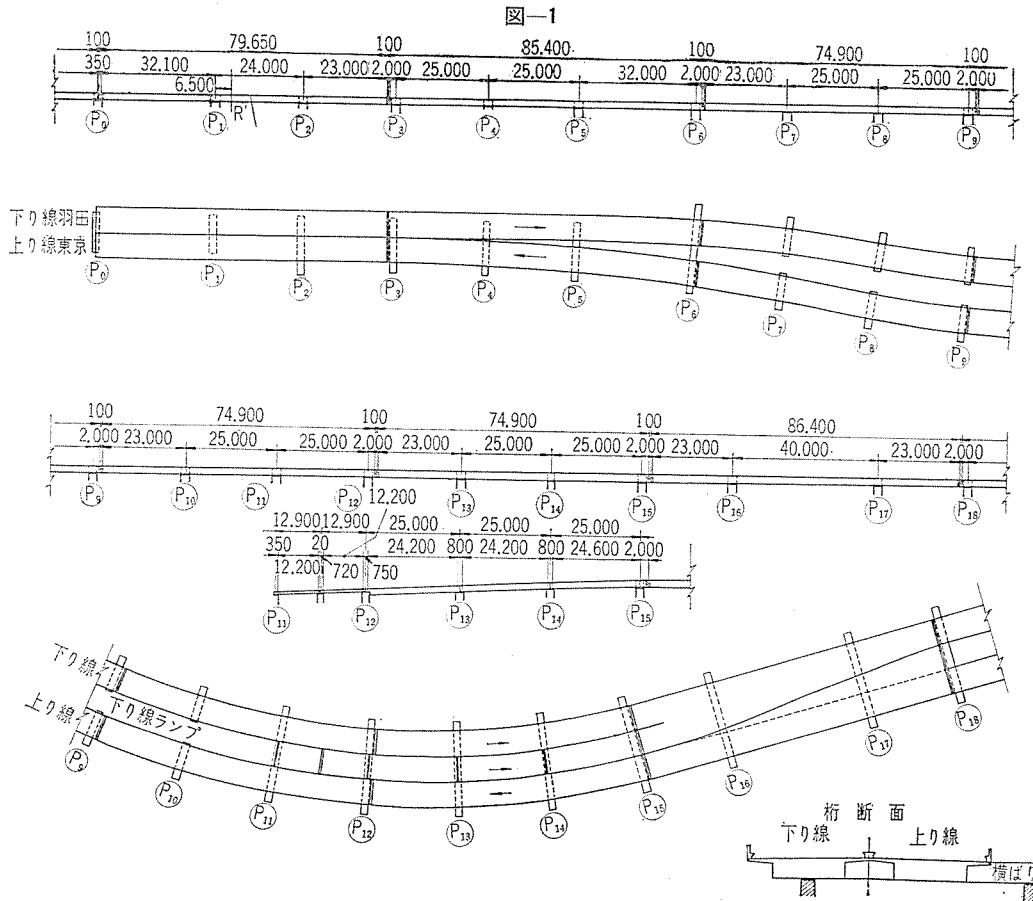 図—1
100 79.650 100 85.400 100 74.900 100
350 32.100 24.000 23.000 2.000 25.000 25.000 32.000 2.000 23.000 25.000 25.000 2.000
6.500
R
P₀ P₁ P₂ P₃ P₄ P₅ P₆ P₇ P₈ P₉
下り線羽田
上り線東京
P₀ P₁ P₂ P₃ P₄ P₅ P₆ P₇ P₈ P₉
100 74.900 100 74.900 100 86.400
2.000 23.000 25.000 25.000 2.000 23.000 25.000 25.000 2.000 23.000 40.000 23.000 2.000
P₉ P₁₀ P₁₁ P₁₂ P₁₃ P₁₄ P₁₅ P₁₆ P₁₇ P₁₈
12.200
12.900 12.900 25.000 25.000 25.000
350 20 24.200 800 24.200 800 24.600 2.000
12.200 720 750
P₁₁ P₁₂ P₁₃ P₁₄ P₁₅
下り線
上り線
下り線ランプ
P₉ P₁₀ P₁₁ P₁₂ P₁₃ P₁₄ P₁₅ P₁₆ P₁₇ P₁₈
桁断面
下り線 上り線
横ばり